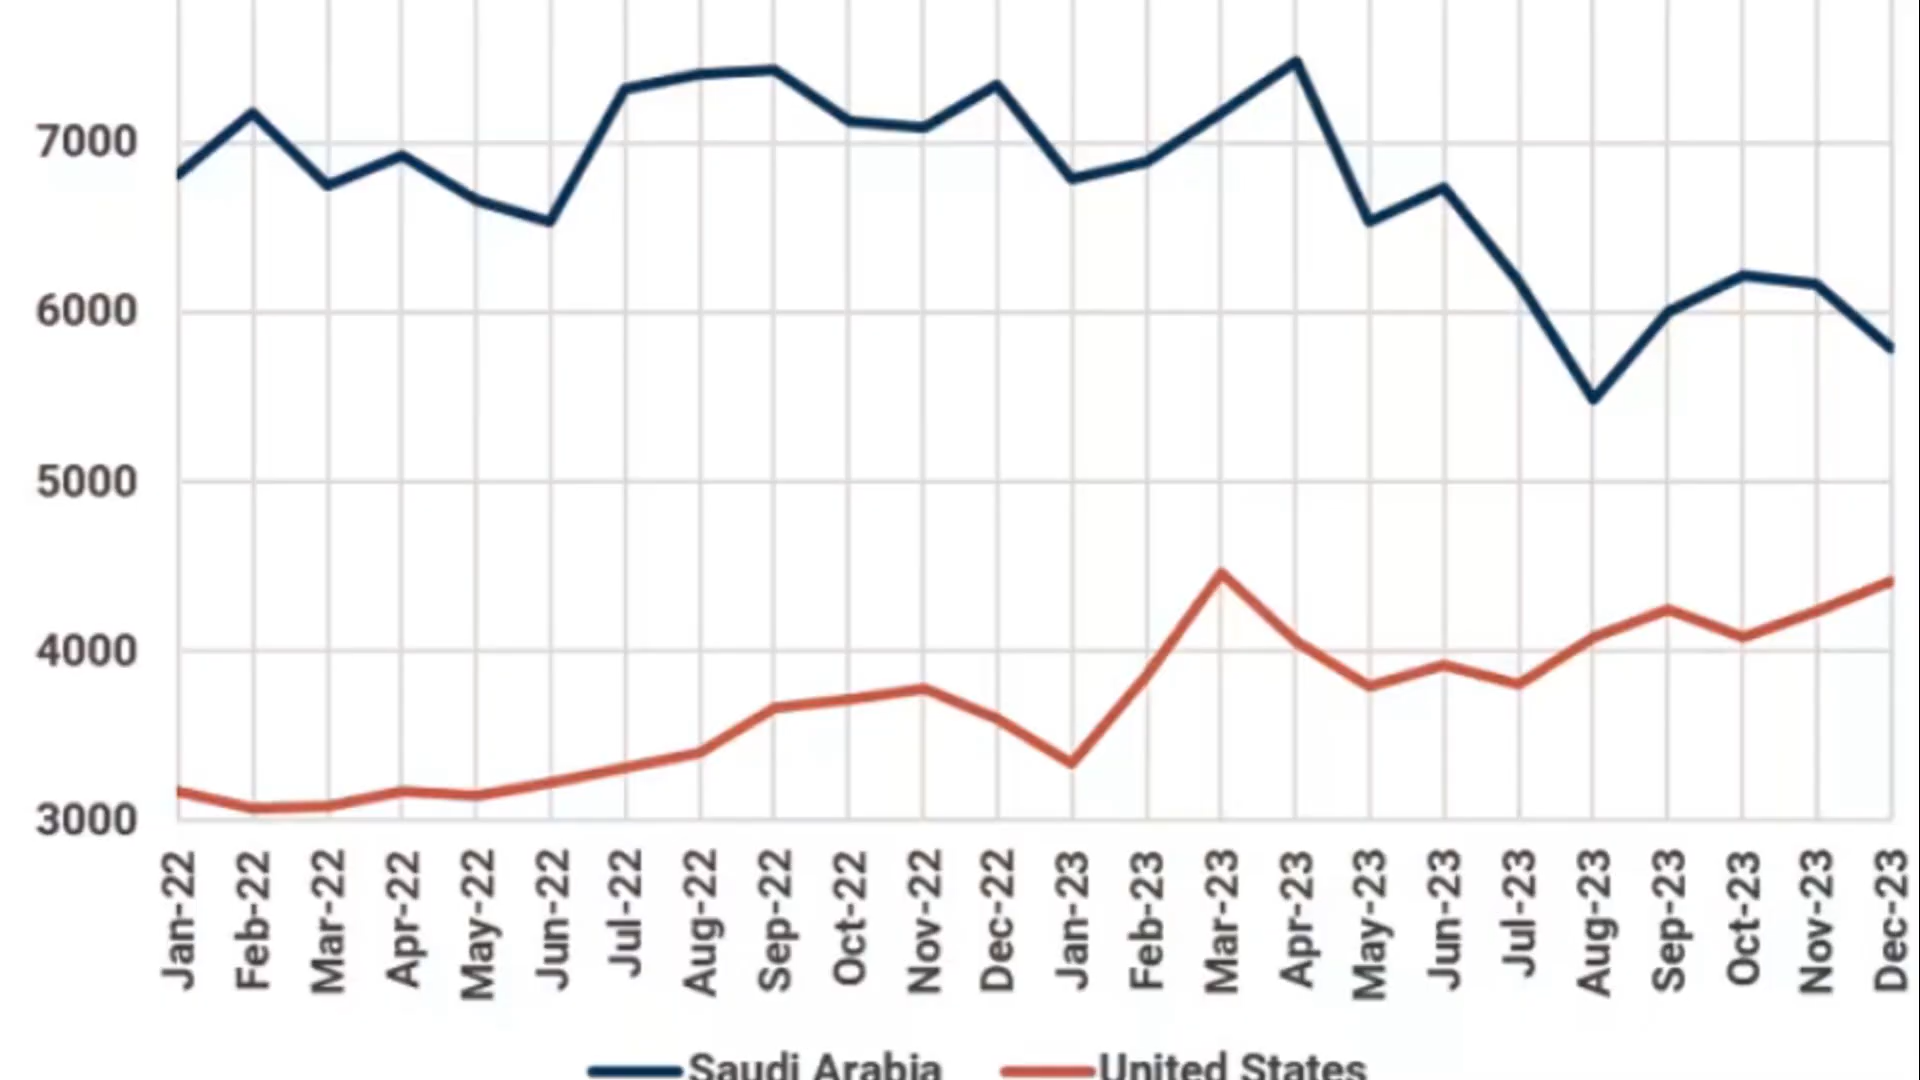 7000
6000
5000
4000
3000
Jan-22
Feb-22
Mar-22
Apr-22
May-22
Jun-22
Jul-22
Aug-22
Sep-22
Oct-22
Nov-22
Dec-22
Jan-23
Feb-23
Mar-23
Apr-23
May-23
Jun-23
Jul-23
Aug-23
Sep-23
Oct-23
Nov-23
Dec-23
Saudi Arabia United States